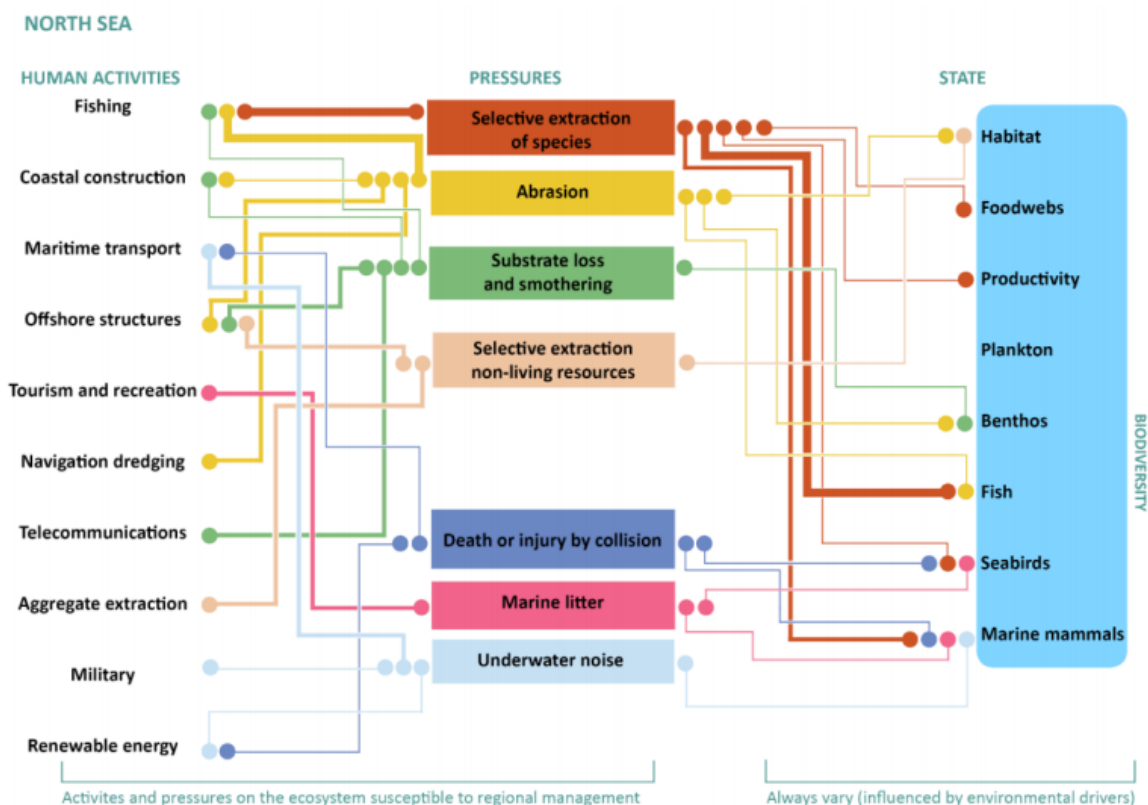 NORTH SEA
HUMAN ACTIVITIES
PRESSURES
STATE
Fishing
Coastal construction
Maritime transport
Offshore structures
Tourism and recreation
Navigation dredging
Telecommunications
Aggregate extraction
Military
Renewable energy
Selective extraction
of species
Abrasion
Substrate loss
and smothering
Selective extraction
non-living resources
Death or injury by collision
Marine litter
Underwater noise
Habitat
Foodwebs
Productivity
Plankton
Benthos
Fish
Seabirds
Marine mammals
BIODIVERSITY
Activites and pressures on the ecosystem susceptible to regional management
Always vary (influenced by environmental drivers)